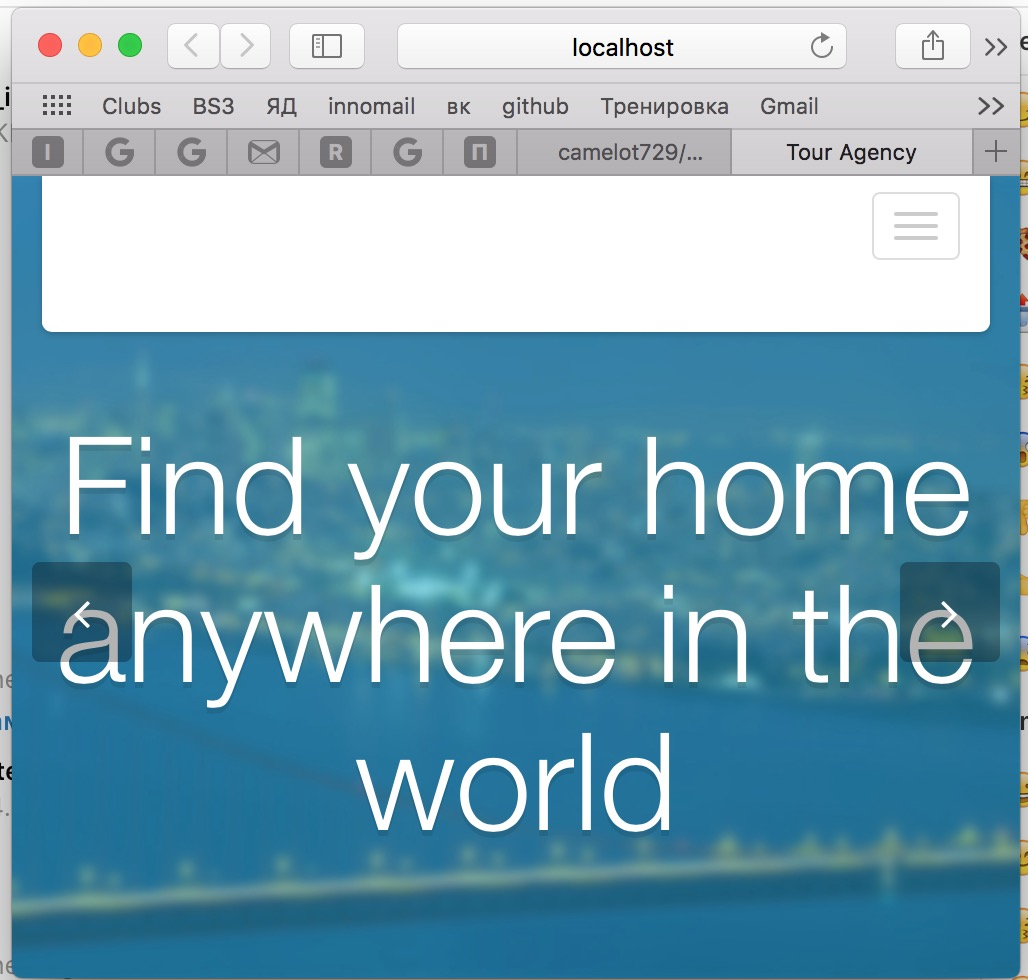 localhost
Clubs BS3 ЯД innomail вк github Тренировка Gmail
I G G R G П camelot729/... Tour Agency
Find your home
anywhere in the
world